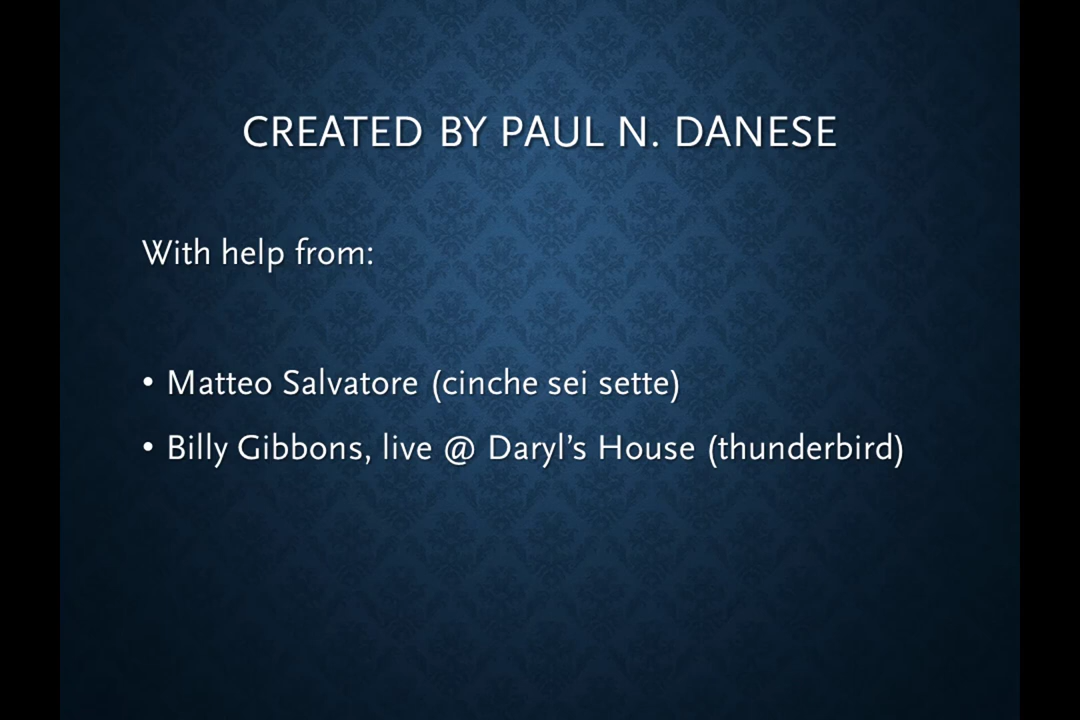 CREATED BY PAUL N. DANESE
With help from:
• Matteo Salvatore (cinche sei sette)
• Billy Gibbons, live @ Daryl’s House (thunderbird)